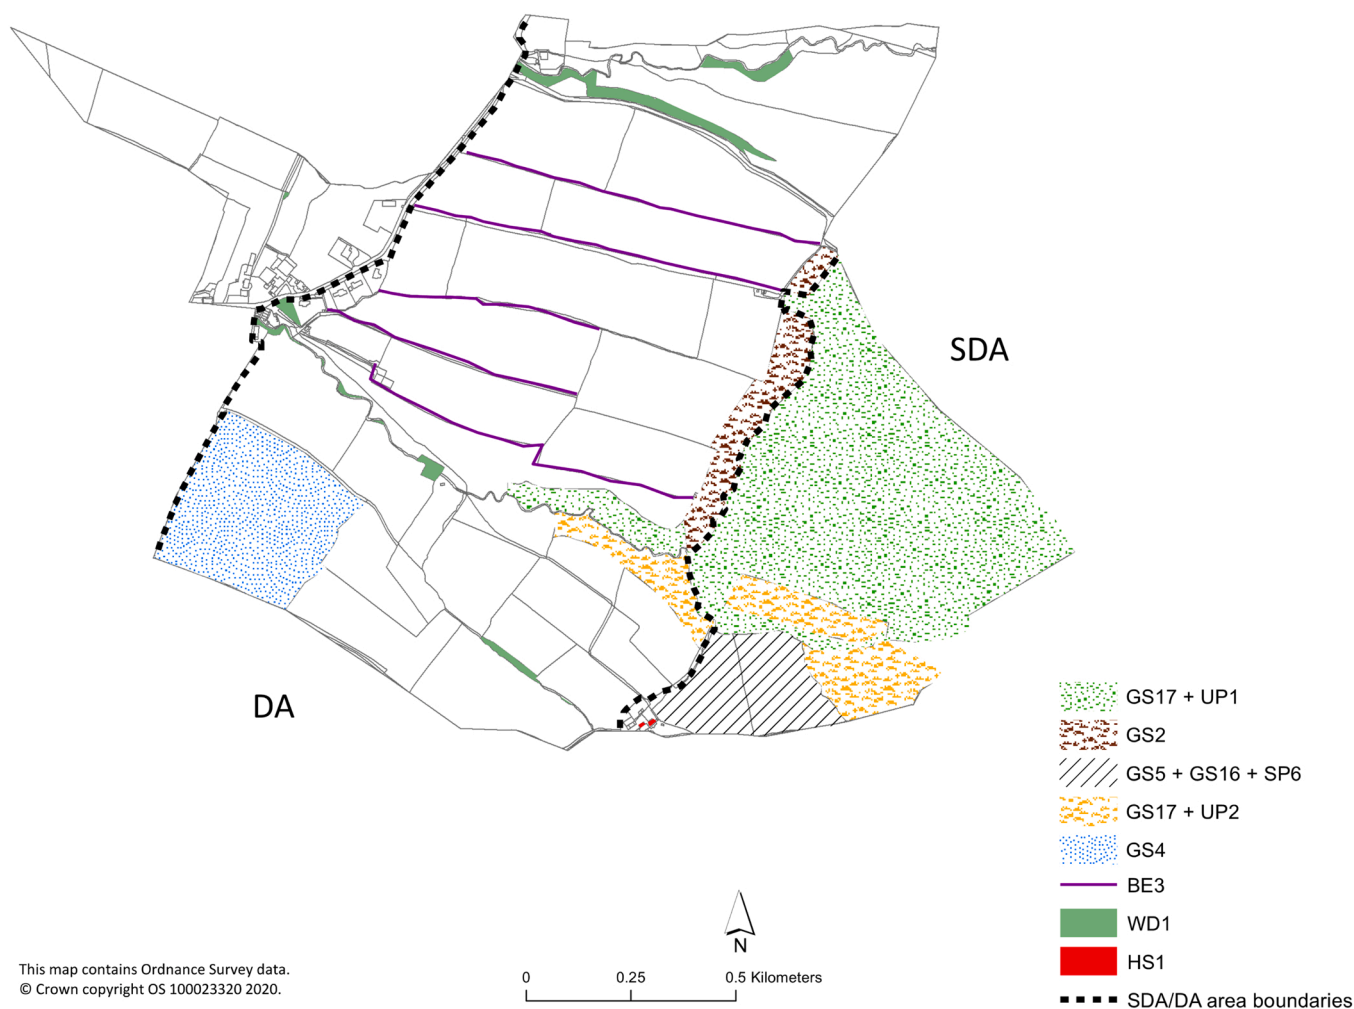 SDA
DA
GS17 + UP1
GS2
GS5 + GS16 + SP6
GS17 + UP2
GS4
BE3
WD1
HS1
SDA/DA area boundaries
N
0 0.25 0.5 Kilometers
This map contains Ordnance Survey data.
© Crown copyright OS 100023320 2020.